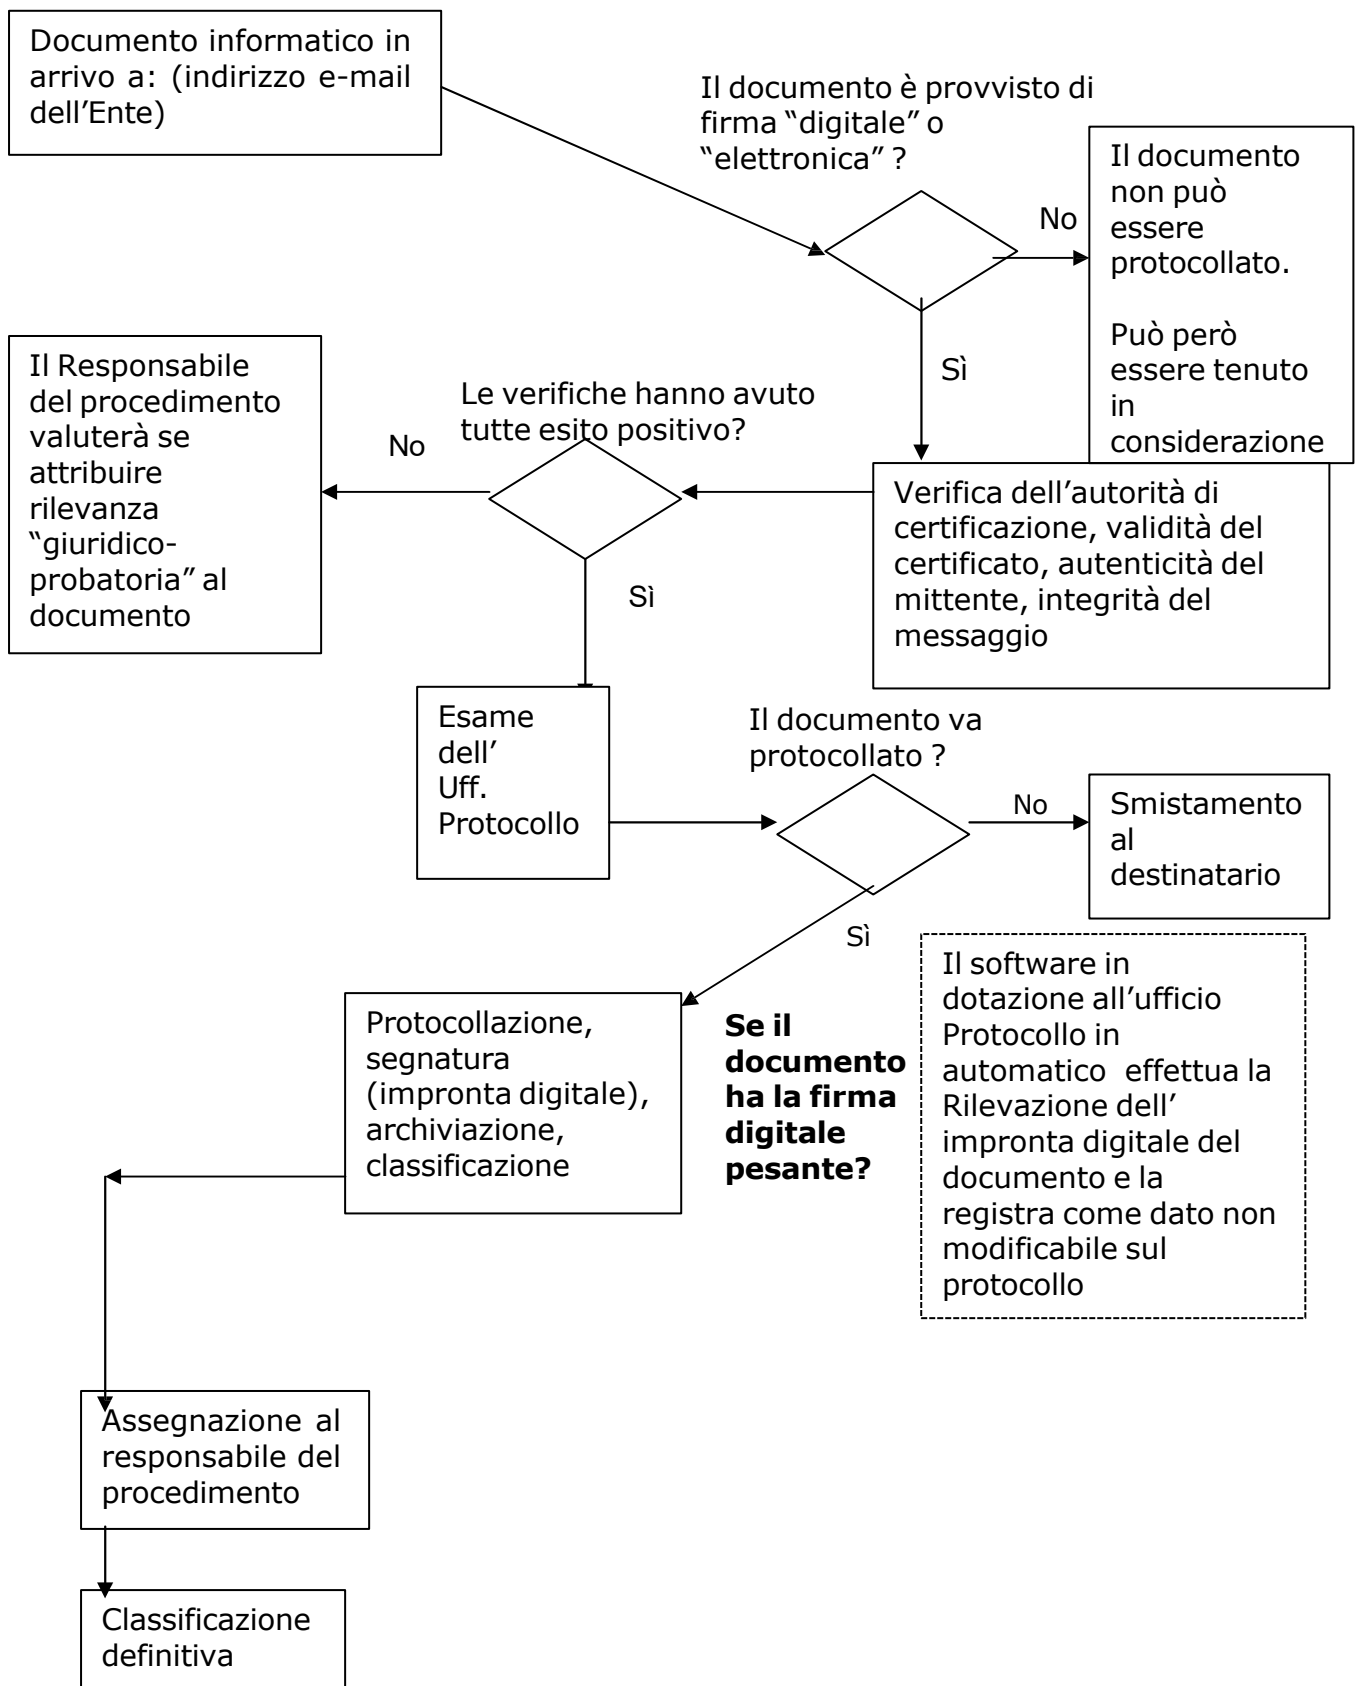 Documento informatico in
arrivo a: (indirizzo e-mail
dell’Ente)
Il documento è provvisto di
firma “digitale” o
“elettronica” ?
No
Il documento
non può
essere
protocollato.
Può però
essere tenuto
in
considerazione
Sì
Verifica dell’autorità di
certificazione, validità del
certificato, autenticità del
mittente, integrità del
messaggio
Le verifiche hanno avuto
tutte esito positivo?
No
Il Responsabile
del procedimento
valuterà se
attribuire
rilevanza
“giuridico-
probatoria” al
documento
Sì
Esame
dell’
Uff.
Protocollo
Il documento va
protocollato ?
No
Smistamento
al
destinatario
Sì
Protocollazione,
segnatura
(impronta digitale),
archiviazione,
classificazione
Se il
documento
ha la firma
digitale
pesante?
Il software in
dotazione all’ufficio
Protocollo in
automatico  effettua la
Rilevazione dell’
impronta digitale del
documento e la
registra come dato non
modificabile sul
protocollo
Assegnazione al
responsabile del
procedimento
Classificazione
definitiva